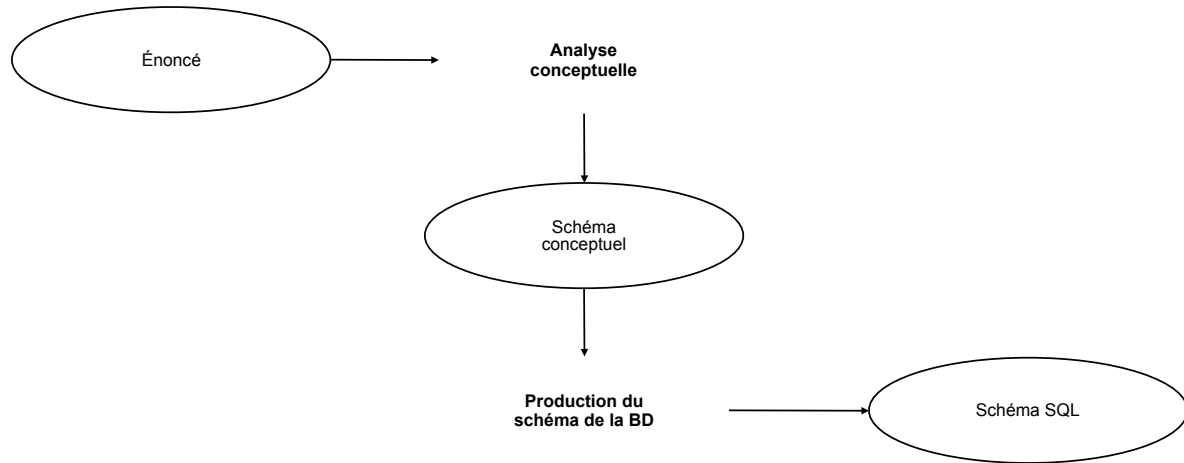 Énoncé
Analyse
conceptuelle
Schéma
conceptuel
Production du
schéma de la BD
Schéma SQL